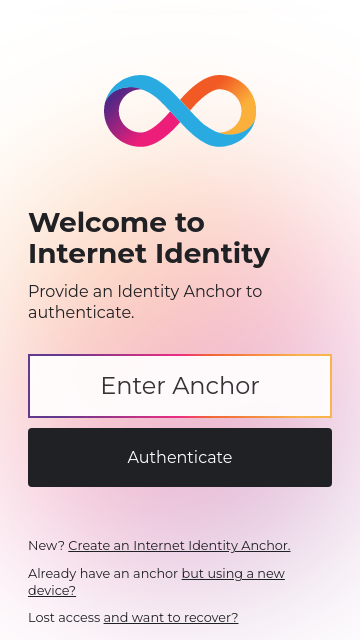 Welcome to
Internet Identity
Provide an Identity Anchor to
authenticate.
Enter Anchor
Authenticate
New? Create an Internet Identity Anchor.
Already have an anchor but using a new
device?
Lost access and want to recover?